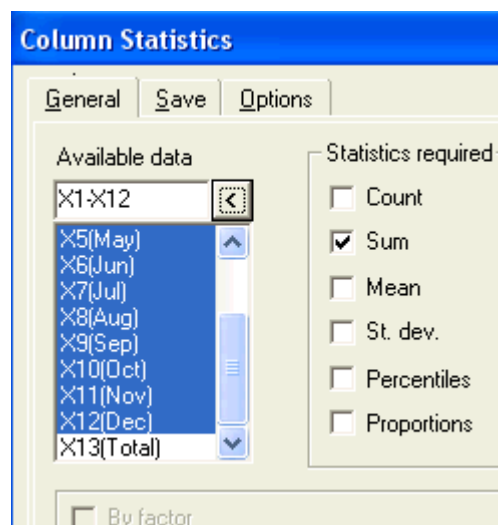 Column Statistics
General Save Options
Available data
X1-X12
<
X5(May)
X6(Jun)
X7(Jul)
X8(Aug)
X9(Sep)
X10(Oct)
X11(Nov)
X12(Dec)
X13(Total)
Statistics required
Count
Sum
Mean
St. dev.
Percentiles
Proportions
By factor